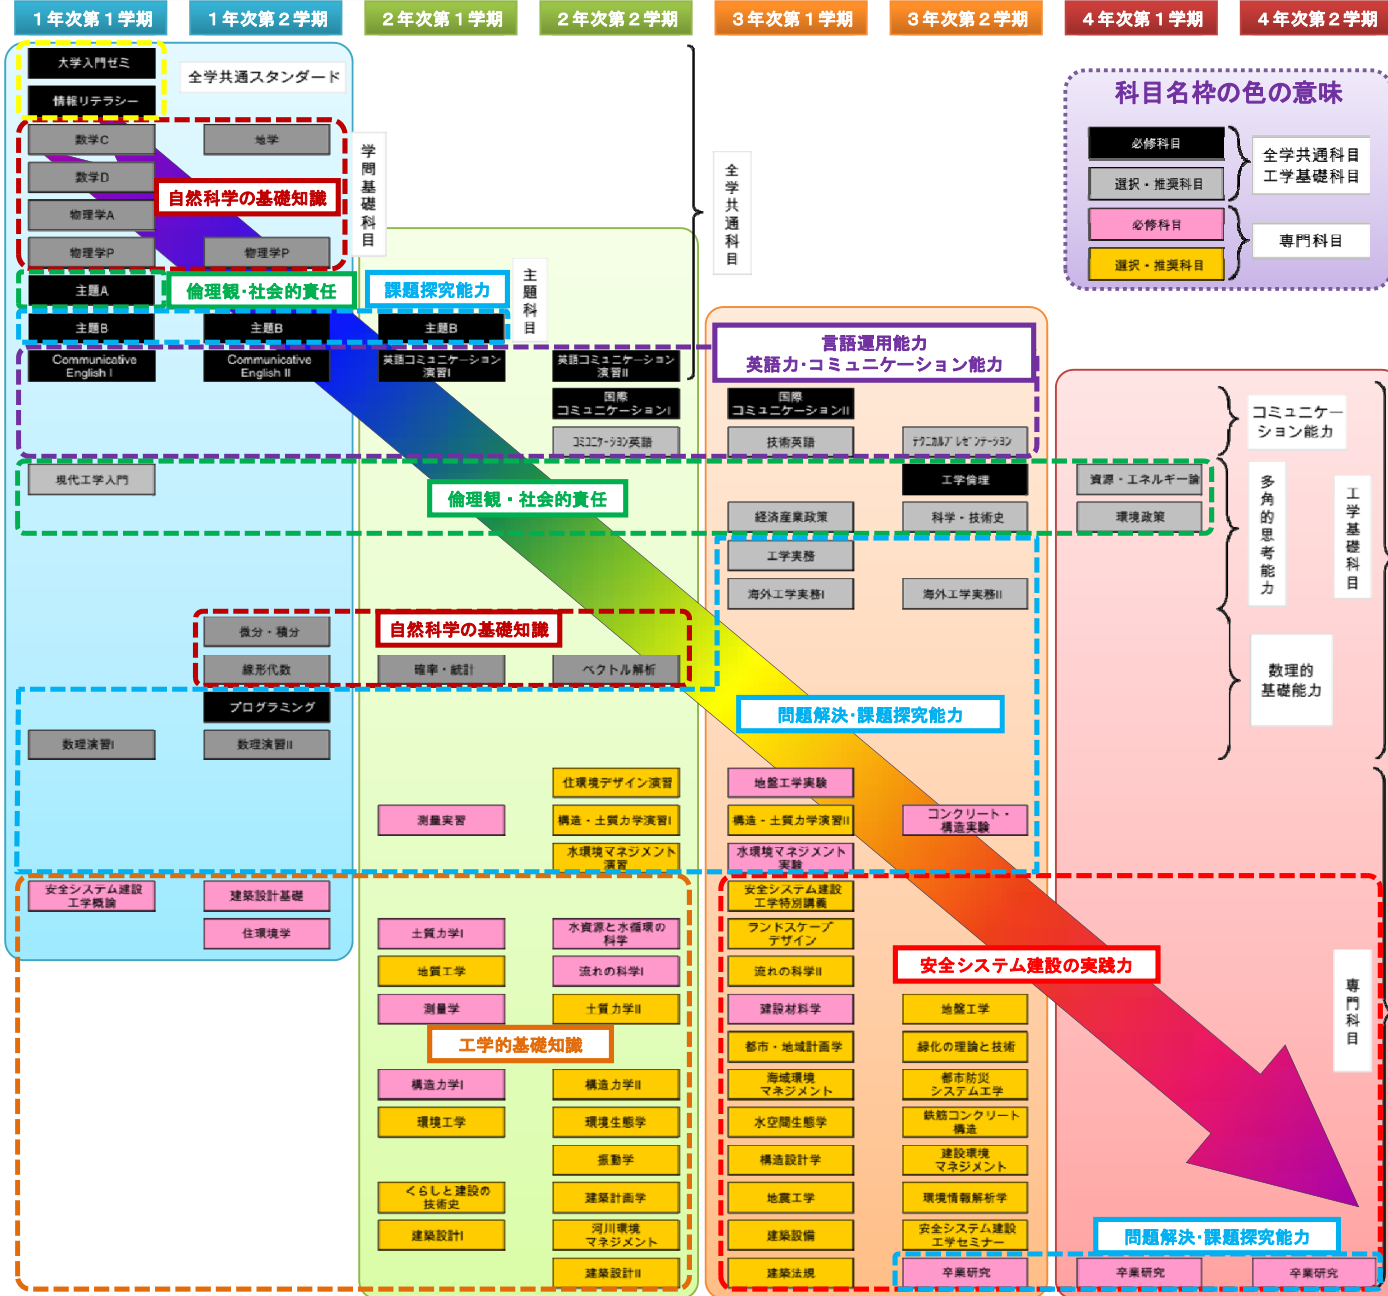 1年次第1学期
1年次第2学期
2年次第1学期
2年次第2学期
3年次第1学期
3年次第2学期
4年次第1学期
4年次第2学期
大学入門ゼミ
全学共通スタンダード
情報リテラシー
科目名枠の色の意味
必修科目
選択・推奨科目
全学共通科目
工学基礎科目
必修科目
選択・推奨科目
専門科目
数学C
地学
数学D
自然科学の基礎知識
物理学A
物理学P
物理学P
学問基礎科目
全学共通科目
主題A
倫理観・社会的責任
課題探究能力
主題科目
主題B
主題B
主題B
言語運用能力
英語力・コミュニケーション能力
Communicative
English I
Communicative
English II
英語コミュニケーション
演習I
英語コミュニケーション
演習II
国際
コミュニケーションI
国際
コミュニケーションII
コミュニケーション英語
技術英語
テクニカルプレゼンテーション
コミュニケー
ション能力
現代工学入門
倫理観・社会的責任
工学倫理
資源・エネルギー論
経済産業政策
科学・技術史
環境政策
多角的思考能力
工学基礎科目
工学実務
海外工学実務I
海外工学実務II
微分・積分
自然科学の基礎知識
線形代数
確率・統計
ベクトル解析
数理的
基礎能力
プログラミング
問題解決・課題探究能力
数理演習I
数理演習II
住環境デザイン演習
地盤工学実験
測量実習
構造・土質力学演習I
構造・土質力学演習II
コンクリート・
構造実験
水環境マネジメント
演習
水環境マネジメント
実験
安全システム建設
工学概論
建築設計基礎
安全システム建設
工学特別講義
住環境学
土質力学I
水資源と水循環の
科学
ランドスケープ
デザイン
安全システム建設の実践力
地質工学
流れの科学I
流れの科学II
専門科目
測量学
土質力学II
建設材料学
地盤工学
工学的基礎知識
都市・地域計画学
緑化の理論と技術
構造力学I
構造力学II
海域環境
マネジメント
都市防災
システム工学
環境工学
環境生態学
水空間生態学
鉄筋コンクリート
構造
振動学
構造設計学
建設環境
マネジメント
くらしと建設の
技術史
建築計画学
地震工学
環境情報解析学
建築設計I
河川環境
マネジメント
建築設備
安全システム建設
工学セミナー
問題解決・課題探究能力
建築設計II
建築法規
卒業研究
卒業研究
卒業研究